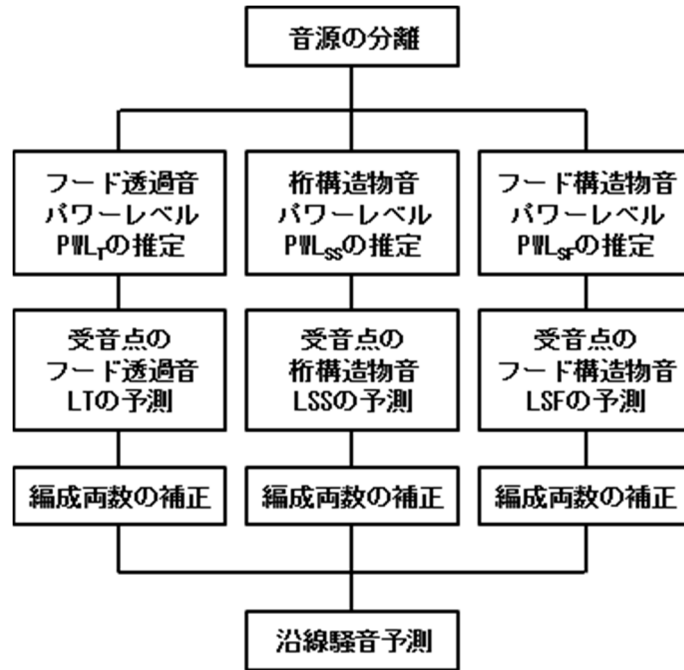 音源の分離
フード透過音
パワーレベル
PWL_Tの推定
桁構造物音
パワーレベル
PWL_SSの推定
フード構造物音
パワーレベル
PWL_SFの推定
受音点の
フード透過音
LTの予測
受音点の
桁構造物音
LSSの予測
受音点の
フード構造物音
LSFの予測
編成両数の補正
編成両数の補正
編成両数の補正
沿線騒音予測